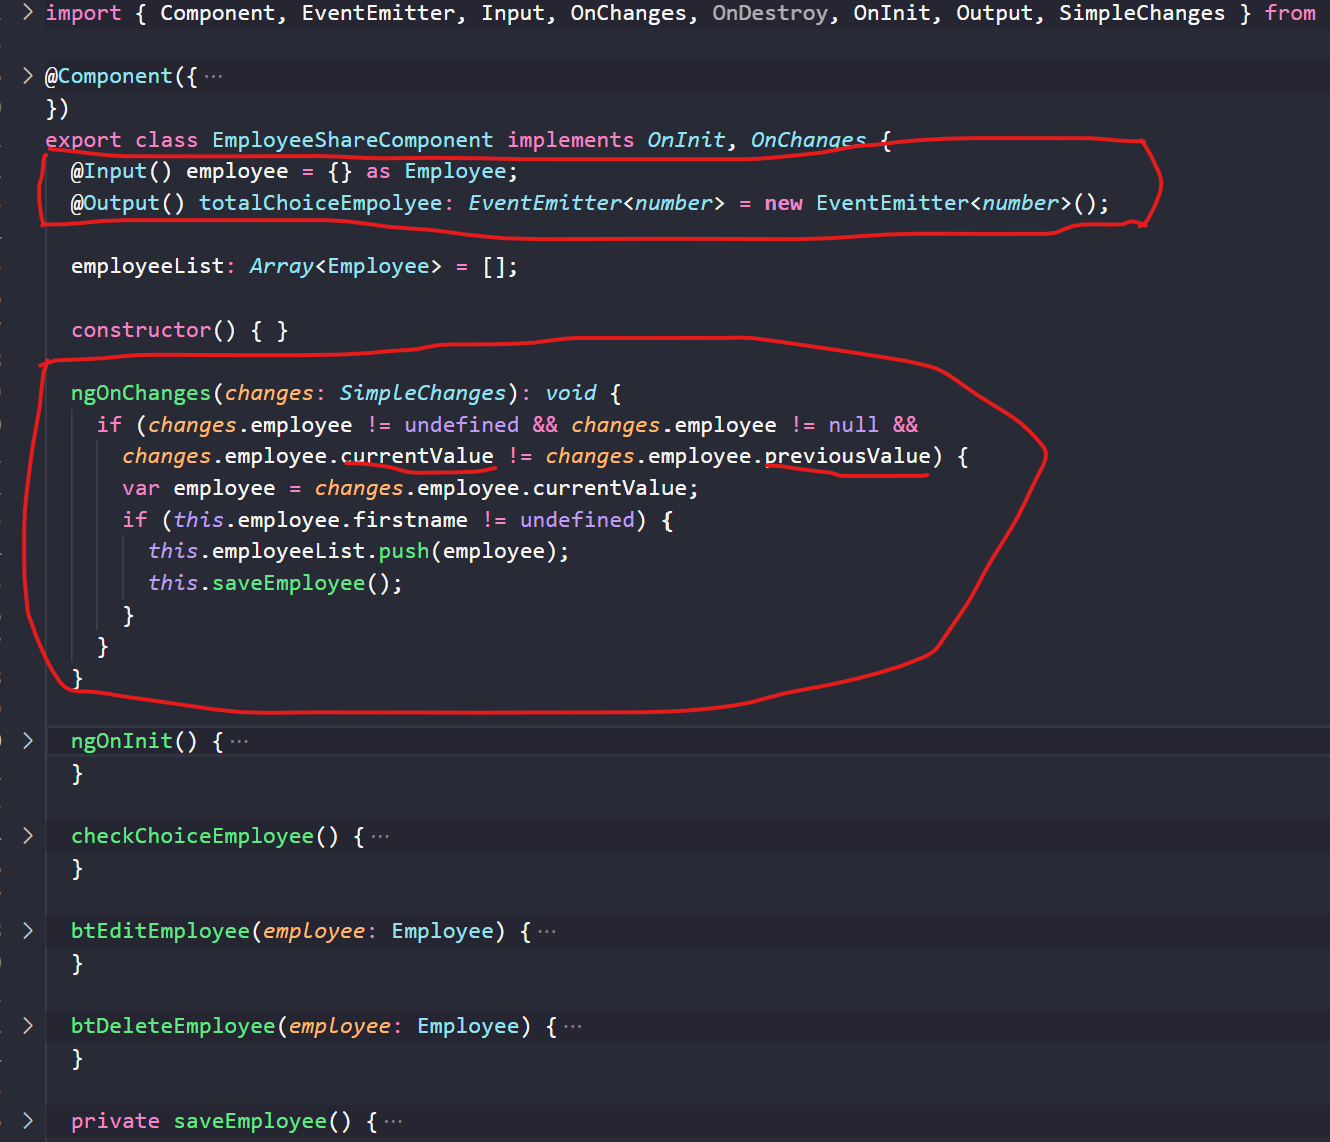 import { Component, EventEmitter, Input, OnChanges, OnDestroy, OnInit, Output, SimpleChanges } from
@Component({ ···
})
export class EmployeeShareComponent implements OnInit, OnChanges {
@Input() employee = {} as Employee;
@Output() totalChoiceEmpolyee: EventEmitter<number> = new EventEmitter<number>();
employeeList: Array<Employee> = [];
constructor() { }
ngOnChanges(changes: SimpleChanges): void {
if (changes.employee != undefined && changes.employee != null &&
changes.employee.currentValue != changes.employee.previousValue) {
var employee = changes.employee.currentValue;
if (this.employee.firstname != undefined) {
this.employeeList.push(employee);
this.saveEmployee();
}
}
}
ngOnInit() { ···
}
checkChoiceEmployee() { ···
}
btEditEmployee(employee: Employee) { ···
}
btDeleteEmployee(employee: Employee) { ···
}
private saveEmployee() { ···